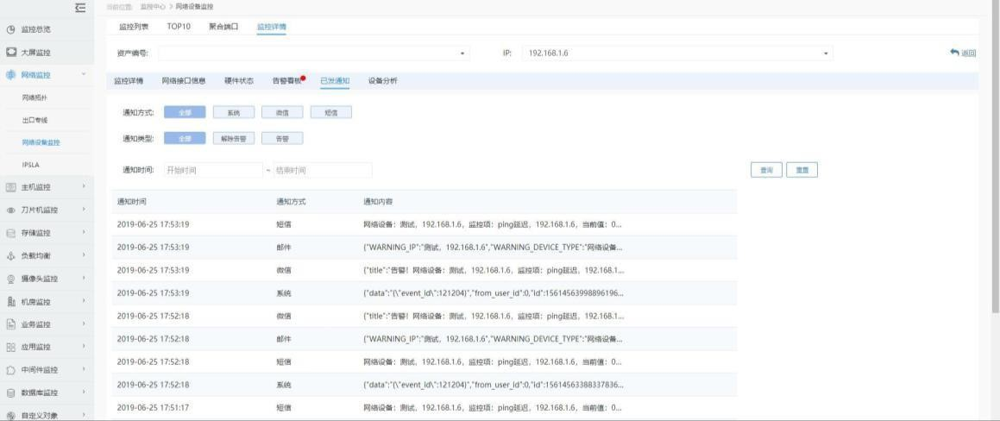 当前位置: 监控中心 > 网络设备监控
监控列表 TOP10 聚合端口 监控详情
资产编号: IP: 192.168.1.6 返回
监控详情 网络接口信息 硬件状态 告警看板 已发通知 设备分析
通知方式: 全部 系统 微信 短信
通知类型: 全部 解除告警 告警
通知时间: 开始时间 ~ 结束时间 查询 重置
通知时间 通知方式 通知内容
2019-06-25 17:53:19 短信 网络设备：测试，192.168.1.6，监控项：ping延迟，192.168.1.6，当前值：0...
2019-06-25 17:53:19 邮件 {"WARNING_IP":"测试，192.168.1.6","WARNING_DEVICE_TYPE":"网络设备...
2019-06-25 17:53:19 微信 {"title":"告警！网络设备：测试，192.168.1.6，监控项：ping延迟，192.168.1...
2019-06-25 17:53:19 系统 {"data":"{\"event_id\":121204}","from_user_id":0,"id":15614563998896196...
2019-06-25 17:52:18 微信 {"title":"告警！网络设备：测试，192.168.1.6，监控项：ping延迟，192.168.1...
2019-06-25 17:52:18 邮件 {"WARNING_IP":"测试，192.168.1.6","WARNING_DEVICE_TYPE":"网络设备...
2019-06-25 17:52:18 短信 网络设备：测试，192.168.1.6，监控项：ping延迟，192.168.1.6，当前值：0...
2019-06-25 17:52:18 系统 {"data":"{\"event_id\":121204}","from_user_id":0,"id":15614563388337836...
2019-06-25 17:51:17 短信 网络设备：测试，192.168.1.6，监控项：ping延迟，192.168.1.6，当前值：0...
监控总览
大屏监控
网络监控
网络拓扑
出口专线
网络设备监控
IPSLA
主机监控
刀片机监控
存储监控
负载均衡
摄像头监控
机房监控
业务监控
应用监控
中间件监控
数据库监控
自定义对象